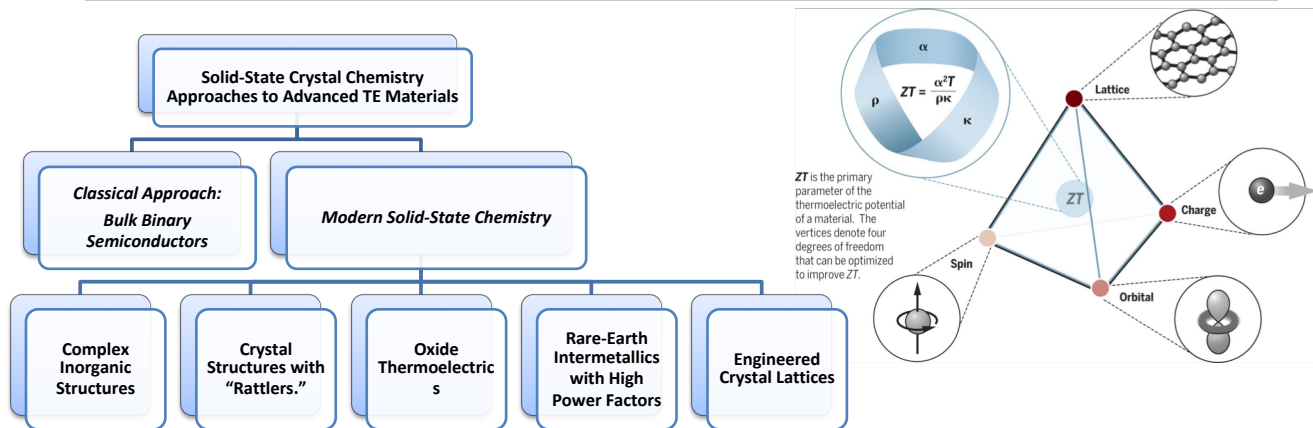 Solid-State Crystal Chemistry
Approaches to Advanced TE Materials
Classical Approach:
Bulk Binary
Semiconductors
Modern Solid-State Chemistry
Complex
Inorganic
Structures
Crystal
Structures with
“Rattlers.”
Oxide
Thermoelectric
s
Rare-Earth
Intermetallics
with High
Power Factors
Engineered
Crystal Lattices
α
ρ
ZT = α²T / ρκ
κ
ZT is the primary
parameter of the
thermoelectric potential
of a material. The
vertices denote four
degrees of freedom
that can be optimized
to improve ZT.
Lattice
e
ZT
Charge
Spin
Orbital